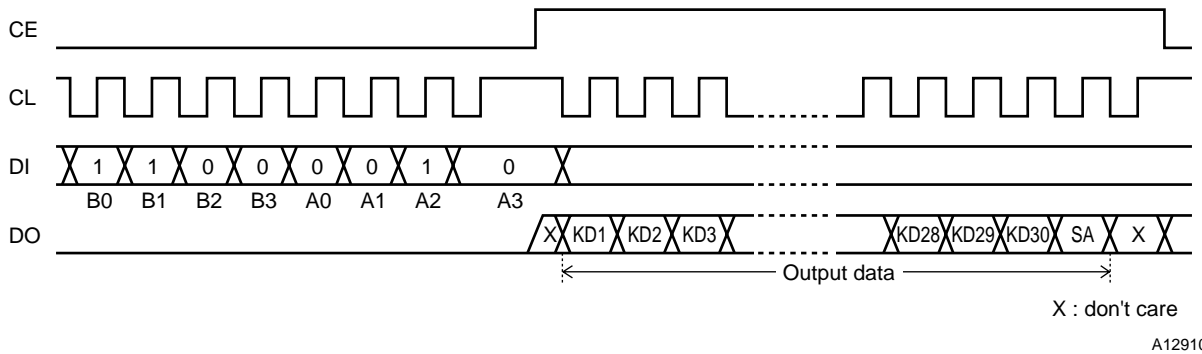 CE
CL
DI 1 1 0 0 0 0 1 0
B0 B1 B2 B3 A0 A1 A2 A3
DO X KD1 KD2 KD3 KD28 KD29 KD30 SA X
Output data
X : don't care
A12910